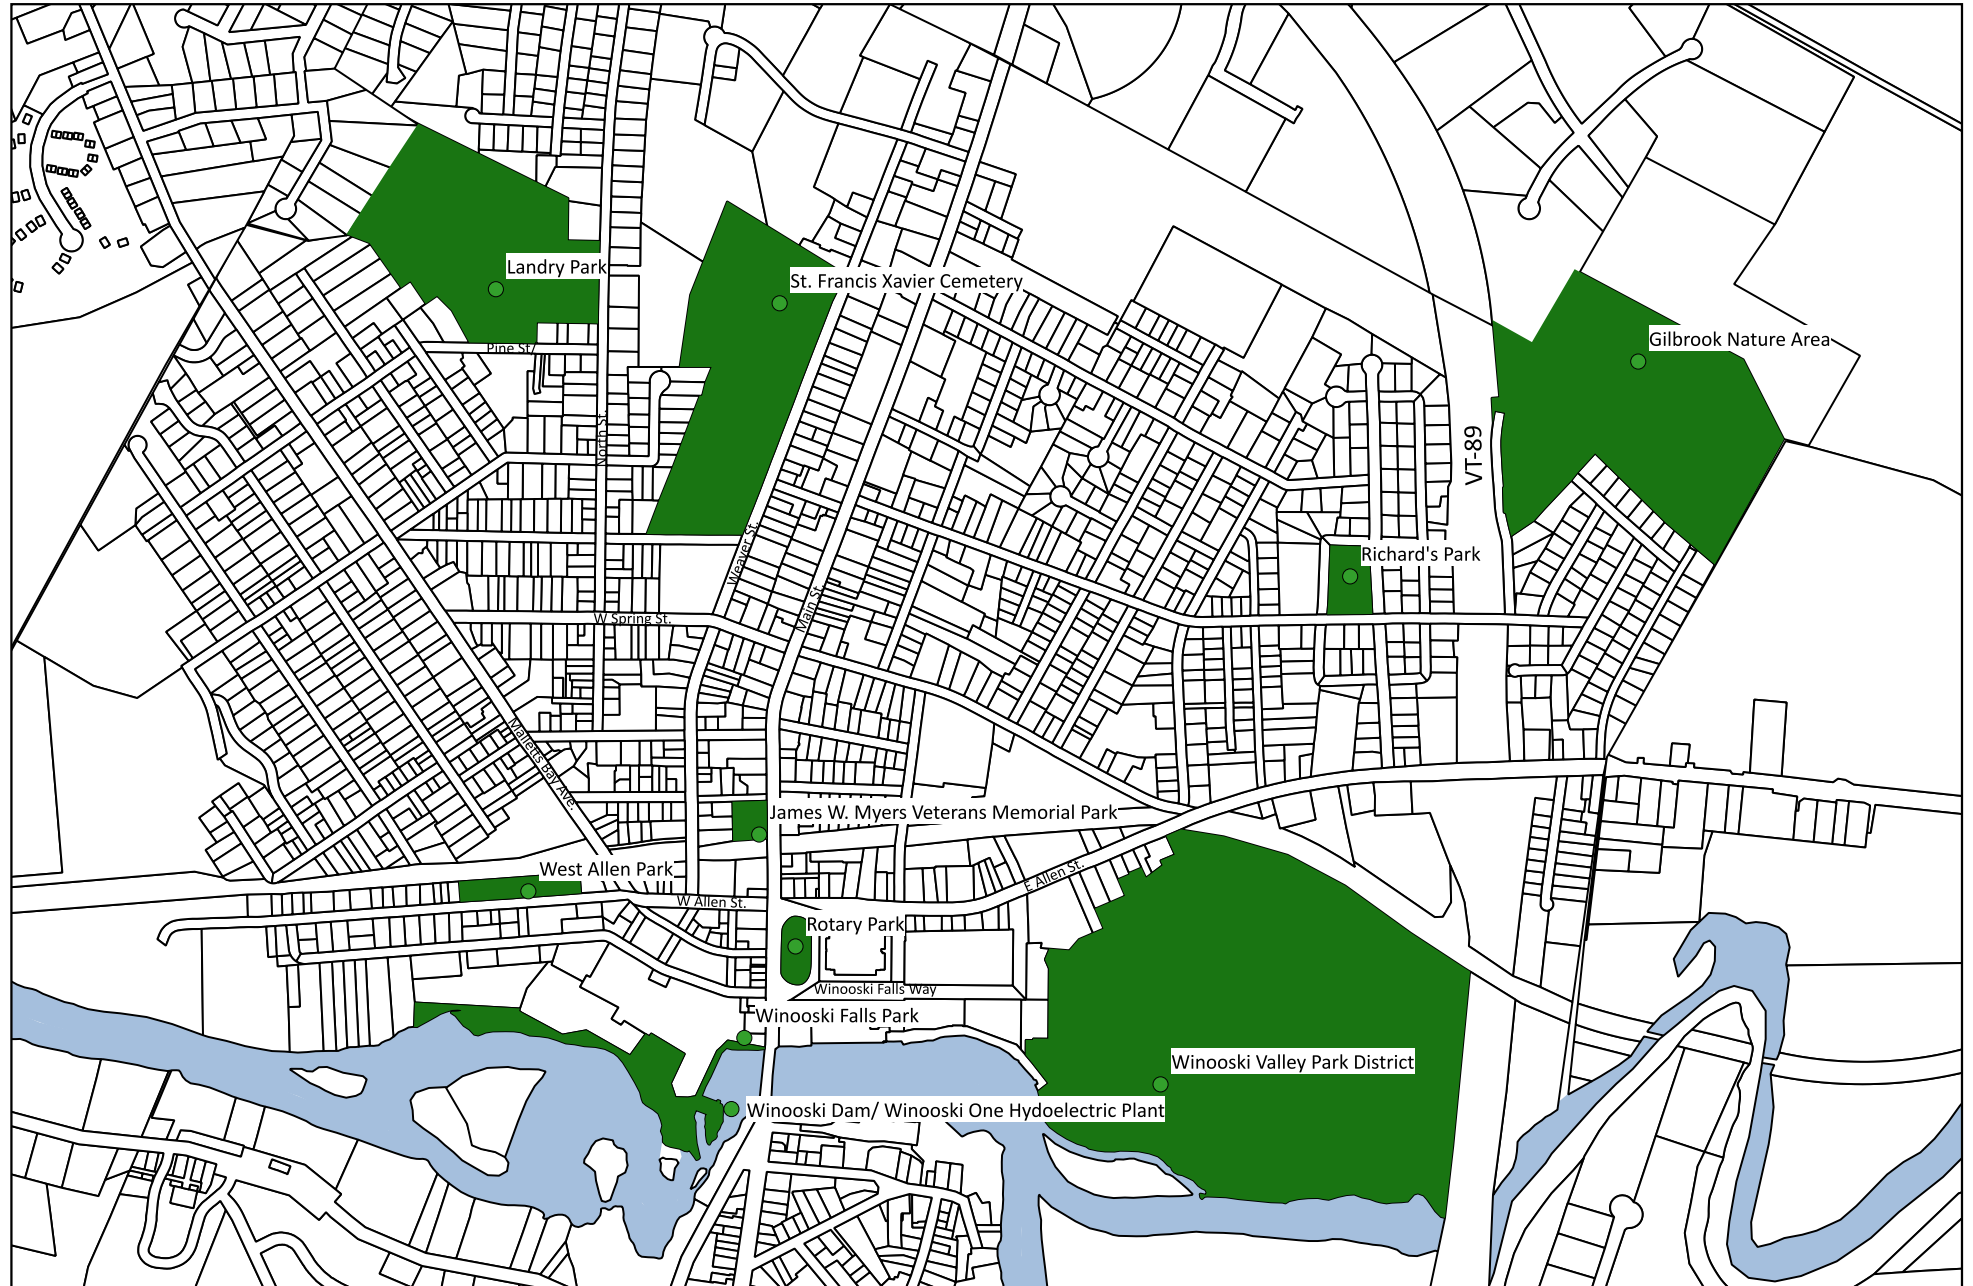 Landry Park
St. Francis Xavier Cemetery
Gilbrook Nature Area
Pine St/
North St.
VT-89
Weaver St.
Richard's Park
Main St.
W Spring St.
Malletts Bay Ave.
James W. Myers Veterans Memorial Park
West Allen Park
E Allen St.
W Allen St.
Rotary Park
Winooski Falls Way
Winooski Falls Park
Winooski Valley Park District
Winooski Dam/ Winooski One Hydoelectric Plant